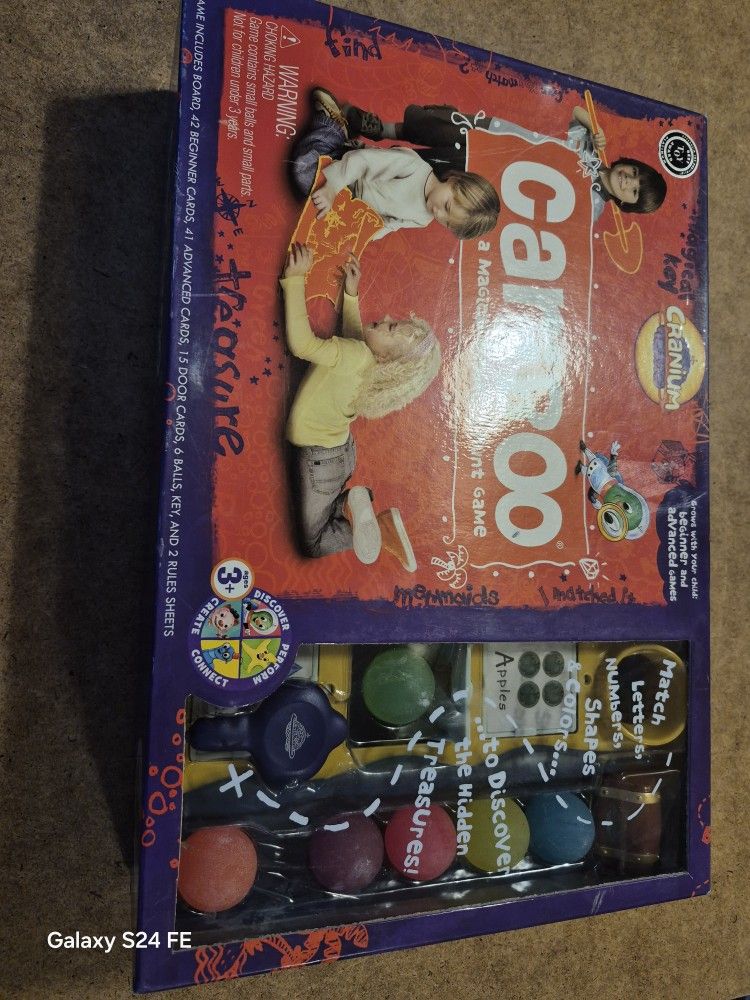 magical
key
CRANIUM
Grows with your child:
beginner and
advanced games
match
find
TOY
cariboo®
a Magical
Hunt Game
treasure
mermaids
I matched it
WARNING:
CHOKING HAZARD
Game contains small balls and small parts.
Not for children under 3 years.
ages
3+
DISCOVER
PERFORM
CREATE
CONNECT
Match
Letters,
Numbers,
Shapes
& Colors...
...to Discover
the Hidden
Treasures!
Apples
X
AME INCLUDES BOARD, 42 BEGINNER CARDS, 41 ADVANCED CARDS, 15 DOOR CARDS, 6 BALLS, KEY, AND 2 RULES SHEETS
Galaxy S24 FE